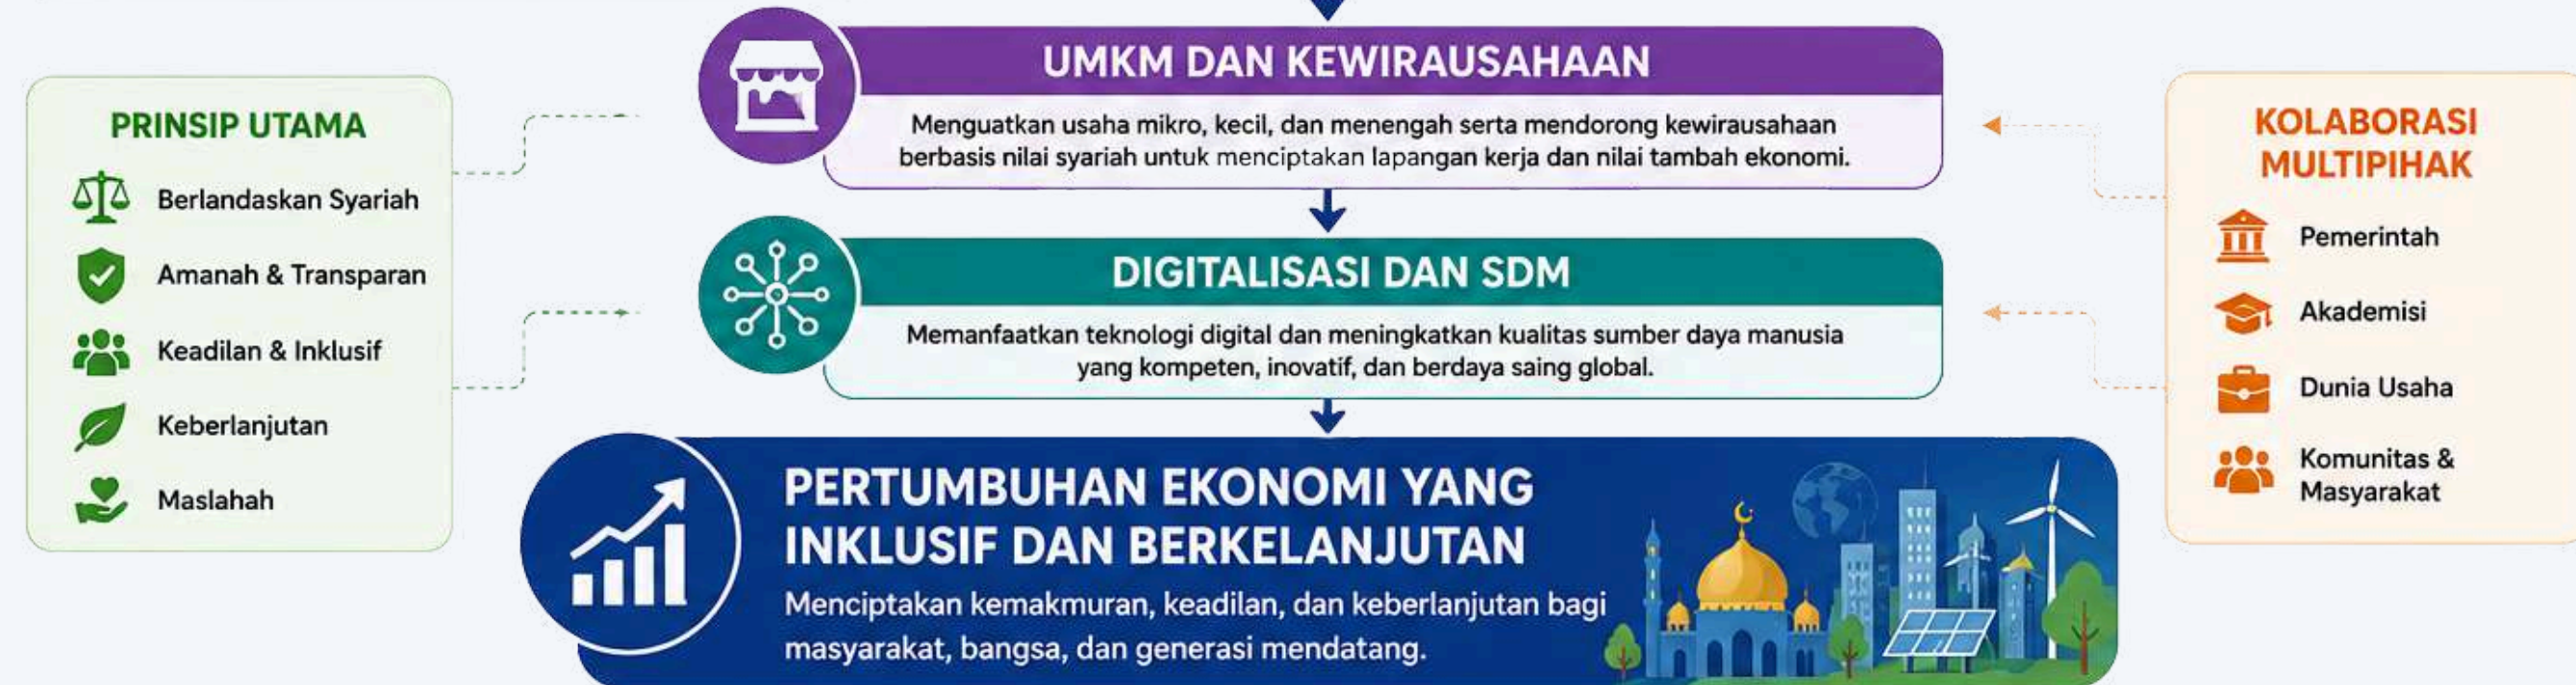 PRINSIP UTAMA
Berlandaskan Syariah
Amanah & Transparan
Keadilan & Inklusif
Keberlanjutan
Maslahah
UMKM DAN KEWIRAUSAHAAN
Menguatkan usaha mikro, kecil, dan menengah serta mendorong kewirausahaan
berbasis nilai syariah untuk menciptakan lapangan kerja dan nilai tambah ekonomi.
DIGITALISASI DAN SDM
Memanfaatkan teknologi digital dan meningkatkan kualitas sumber daya manusia
yang kompeten, inovatif, dan berdaya saing global.
PERTUMBUHAN EKONOMI YANG
INKLUSIF DAN BERKELANJUTAN
Menciptakan kemakmuran, keadilan, dan keberlanjutan bagi
masyarakat, bangsa, dan generasi mendatang.
KOLABORASI
MULTIPIHAK
Pemerintah
Akademisi
Dunia Usaha
Komunitas &
Masyarakat